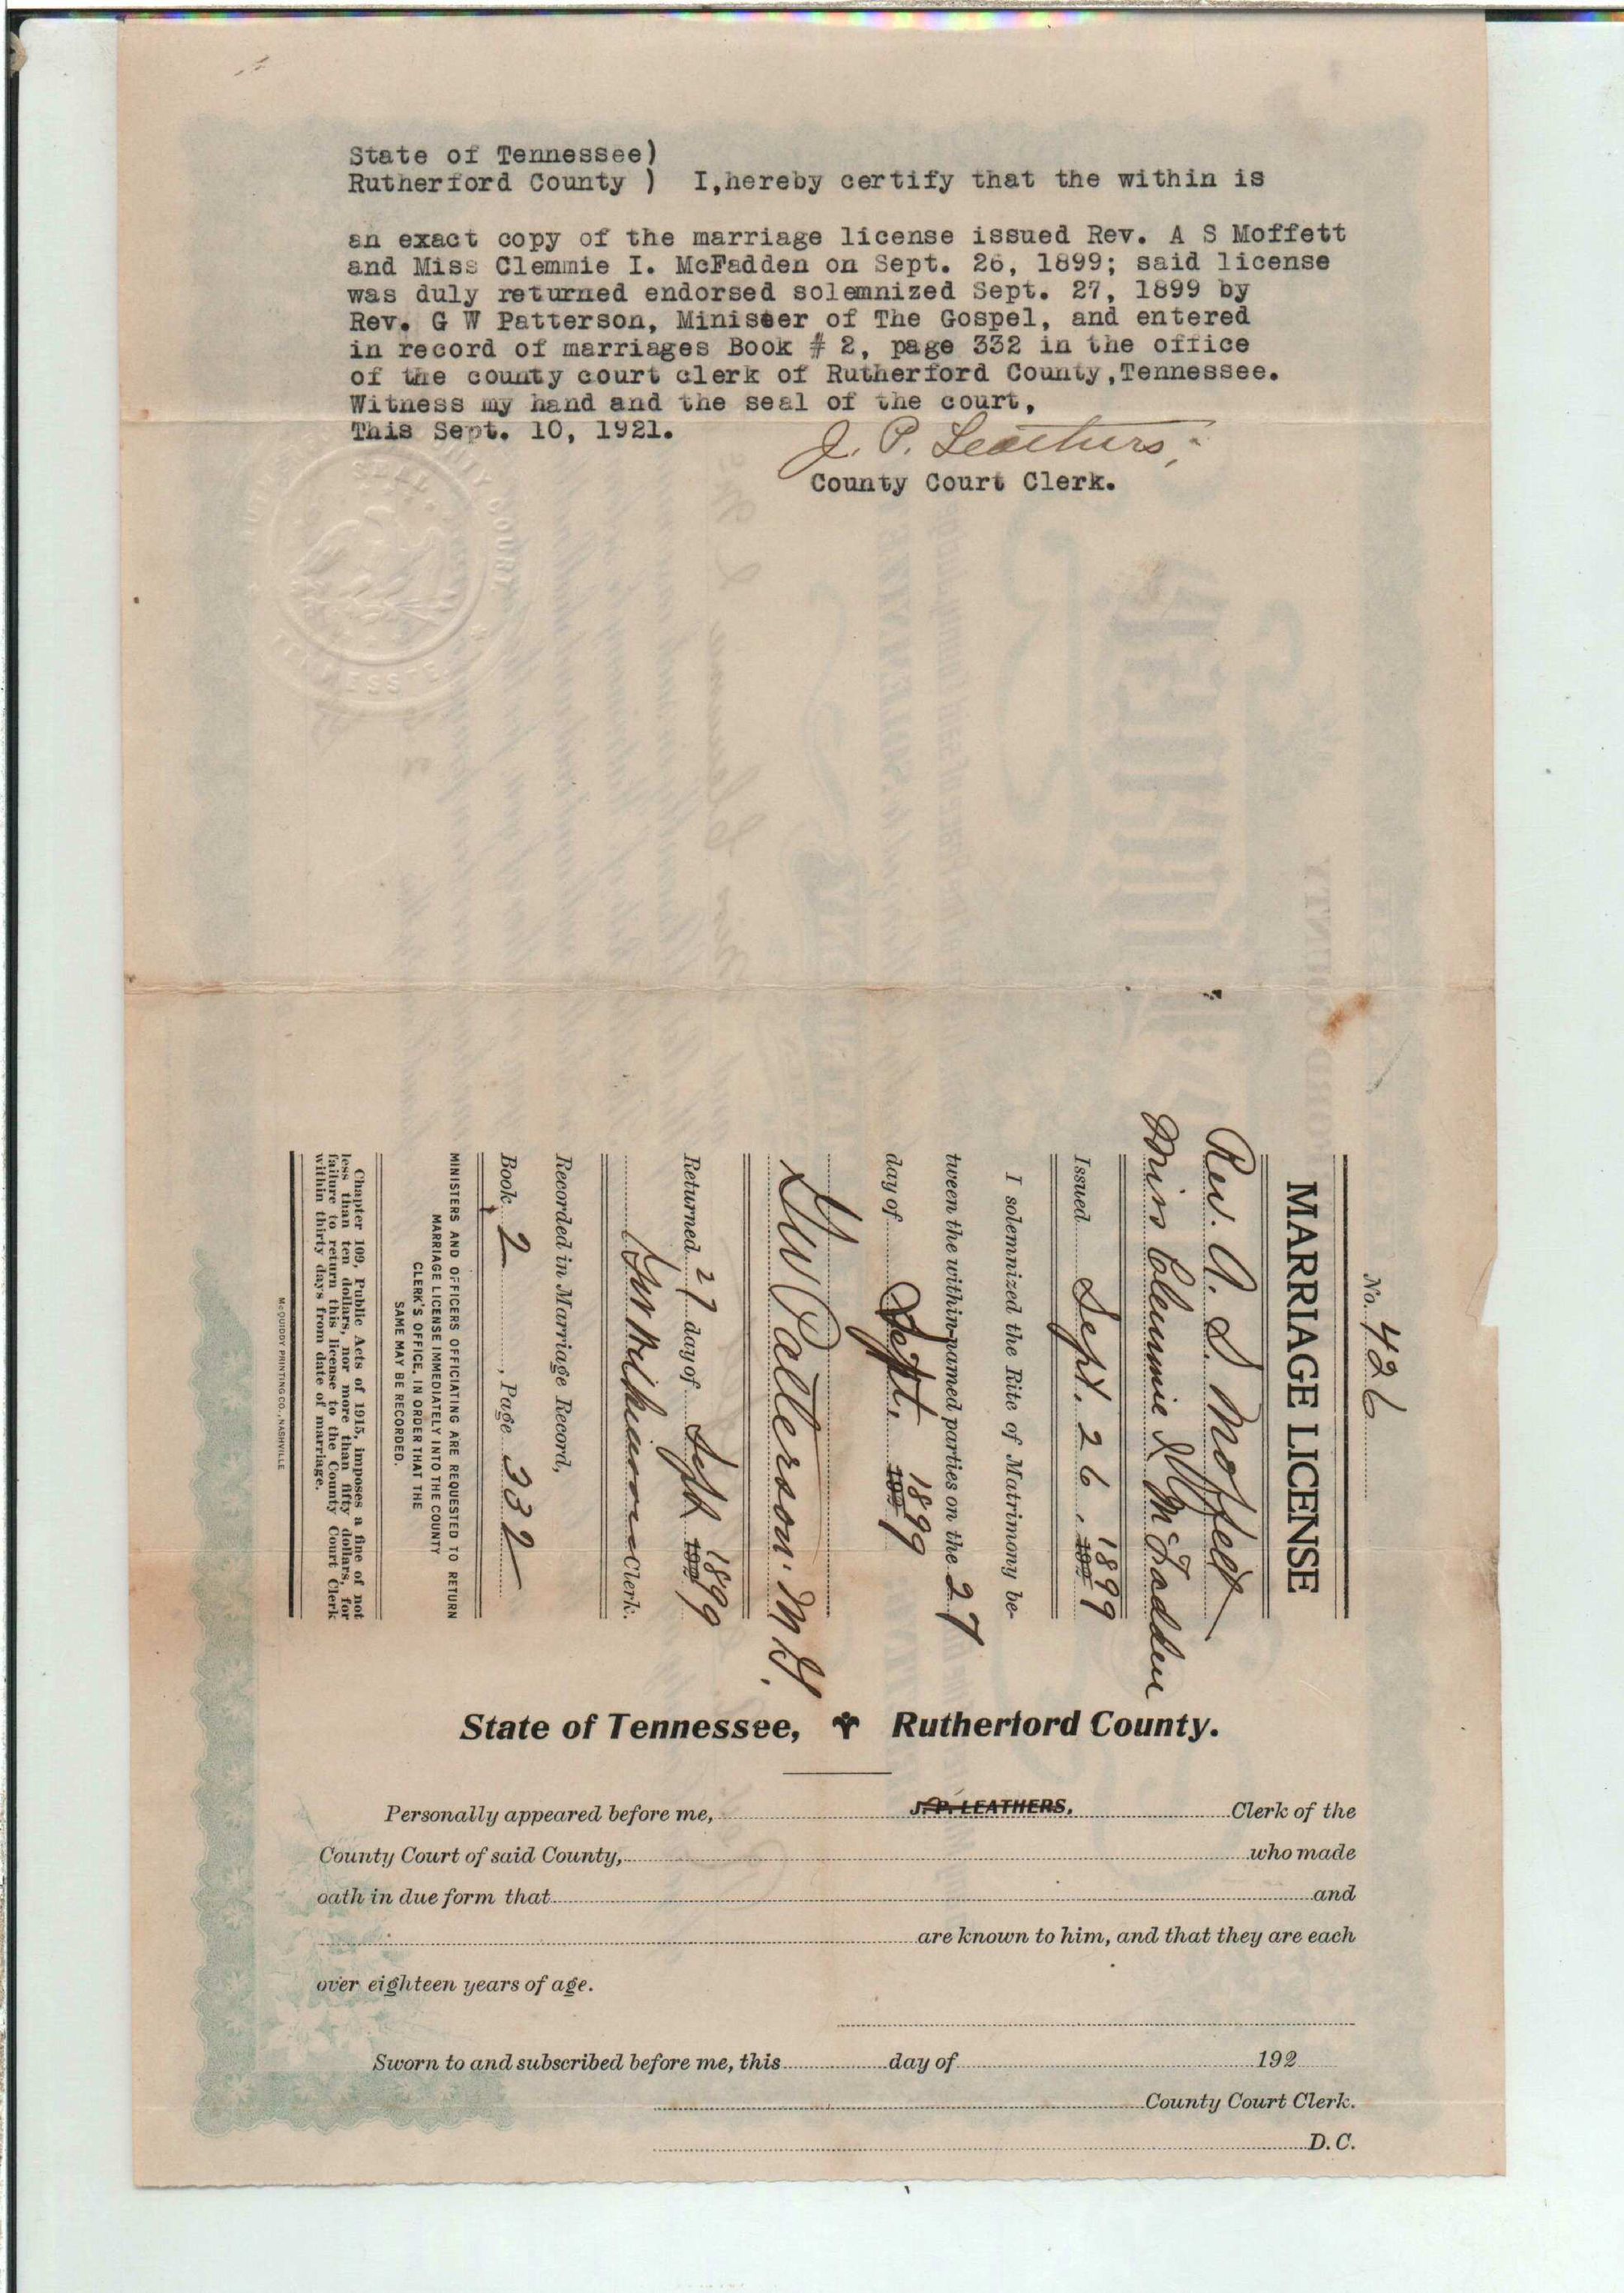 State of Tennessee)
Rutherford County ) I,hereby certify that the within is
an exact copy of the marriage license issued Rev. A S Moffett
and Miss Clemmie I. McFadden on Sept. 26, 1899; said license
was duly returned endorsed solemnized Sept. 27, 1899 by
Rev. G W Patterson, Minister of The Gospel, and entered
in record of marriages Book # 2, page 332 in the office
of the county court clerk of Rutherford County,Tennessee.
Witness my hand and the seal of the court,
This Sept. 10, 1921.
J. P. Leathers,
County Court Clerk.
SEAL
COUNTY COURT
TENNESSEE
No. 426
MARRIAGE LICENSE
Rev. A. S. Moffett
Miss Clemmie McFadden
Issued Sept. 26, 192 1899
I solemnized the Rite of Matrimony be-
tween the within-named parties on the 27
day of Sept. 192 1899
GW Patterson. M.G.
Returned 27 day of Sept 192 1899
Clerk.
Recorded in Marriage Record,
Book 2, Page 332
MINISTERS AND OFFICERS OFFICIATING ARE REQUESTED TO RETURN
MARRIAGE LICENSE IMMEDIATELY INTO THE COUNTY
CLERK'S OFFICE, IN ORDER THAT THE
SAME MAY BE RECORDED.
Chapter 109, Public Acts of 1915, imposes a fine of not
less than ten dollars, nor more than fifty dollars, for
failure to return this license to the County Court Clerk
within thirty days from date of marriage.
McQUIDDY PRINTING CO., NASHVILLE
State of Tennessee, Rutherford County.
Personally appeared before me, J. P. LEATHERS, Clerk of the
County Court of said County, who made
oath in due form that and
are known to him, and that they are each
over eighteen years of age.
Sworn to and subscribed before me, this day of 192
County Court Clerk.
D. C.